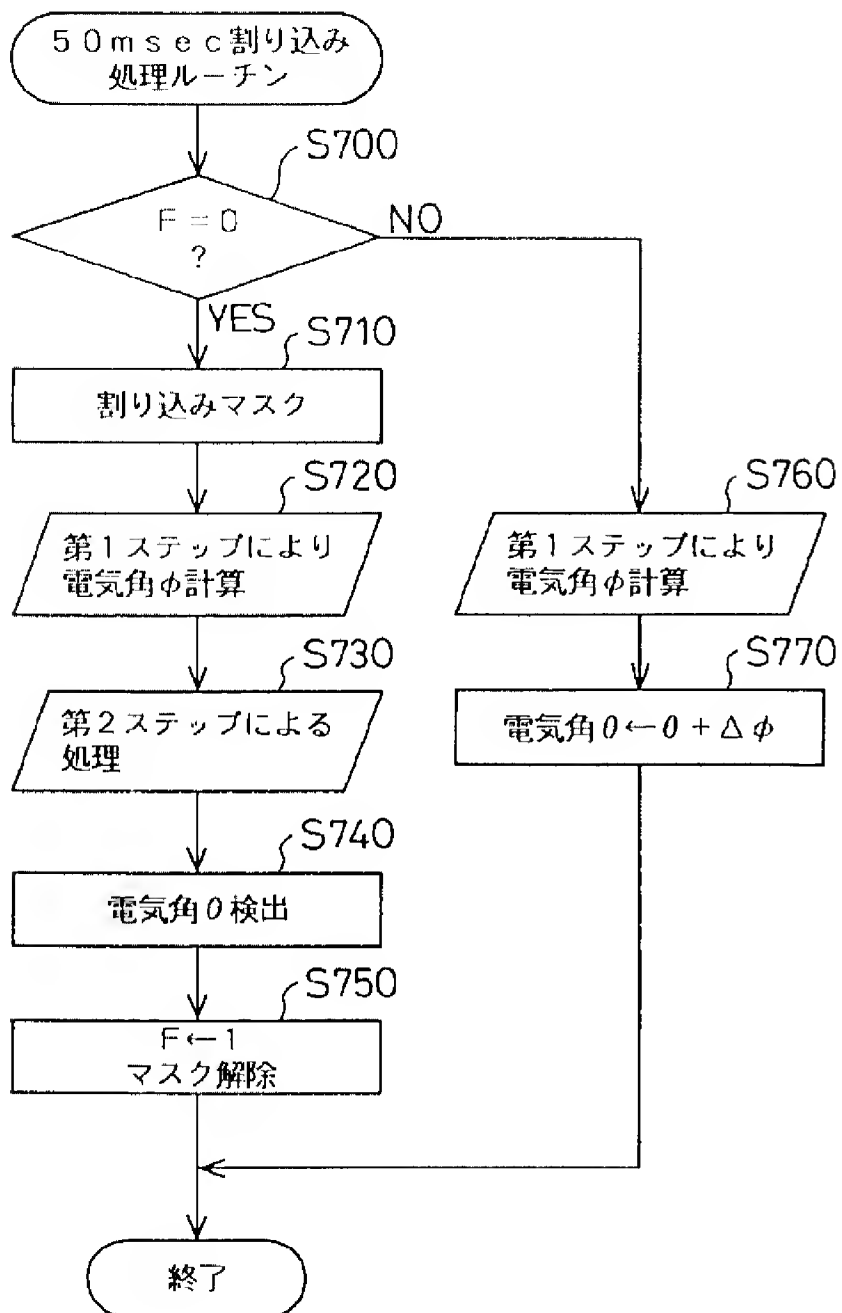 50msec割り込み
処理ルーチン
S700
F=0
?
NO
YES
S710
割り込みマスク
S720
第1ステップにより
電気角φ計算
S730
第2ステップによる
処理
S740
電気角θ検出
S750
F←1
マスク解除
S760
第1ステップにより
電気角φ計算
S770
電気角θ←θ+Δφ
終了